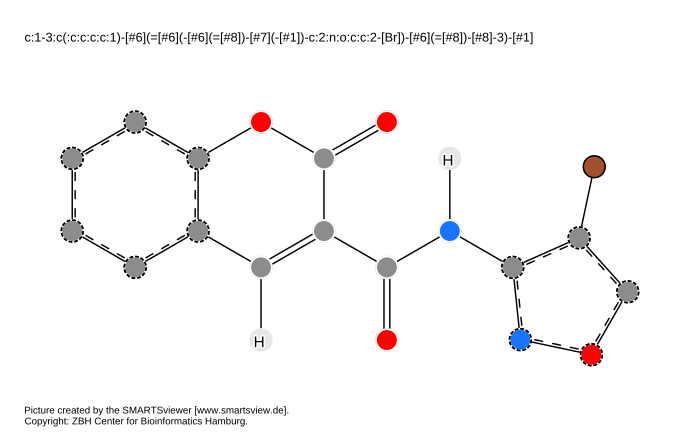 c:1-3:c(:c:c:c:c:1)-[#6](=[#6](-[#6](=[#8])-[#7](-[#1])-c:2:n:o:c:c:2-[Br])-[#6](=[#8])-[#8]-3)-[#1]
H
H
Picture created by the SMARTSviewer [www.smartsview.de].
Copyright: ZBH Center for Bioinformatics Hamburg.